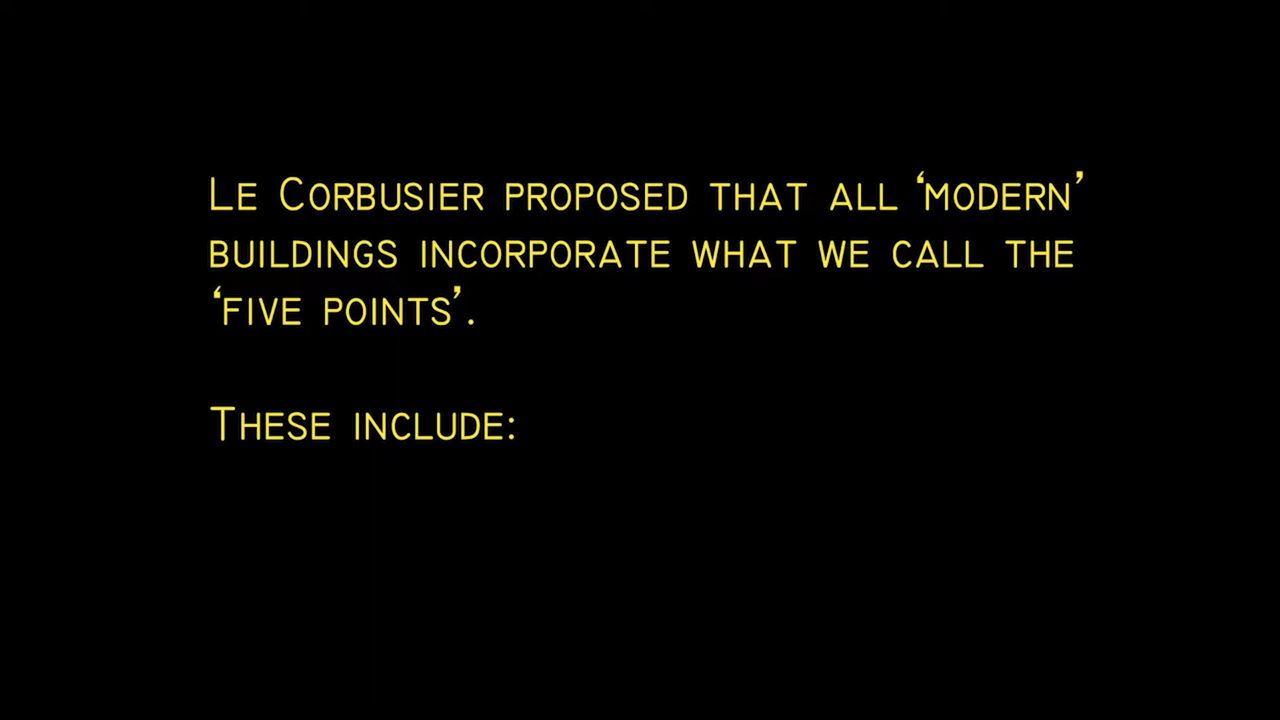 Le Corbusier proposed that all ‘modern’
buildings incorporate what we call the
‘five points’.
These include: